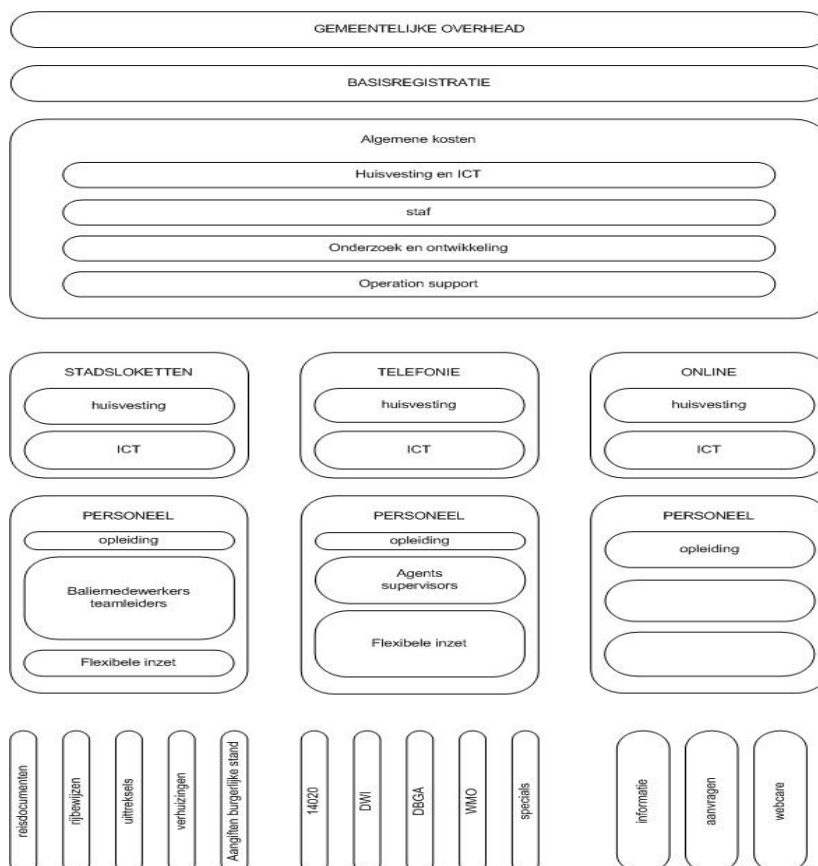 GEMEENTELIJKE OVERHEAD
BASISREGISTRATIE
Algemene kosten
Huisvesting en ICT
staf
Onderzoek en ontwikkeling
Operation support
STADSLOKETTEN
huisvesting
ICT
TELEFONIE
huisvesting
ICT
ONLINE
huisvesting
ICT
PERSONEEL
opleiding
Baliemedewerkers
teamleiders
Flexibele inzet
PERSONEEL
opleiding
Agents
supervisors
Flexibele inzet
PERSONEEL
opleiding
reisdocumenten
rijbewijzen
uittreksels
verhuizingen
Aangiften burgerlijke stand
14020
DWI
DBGA
WMO
specials
informatie
aanvragen
webcare